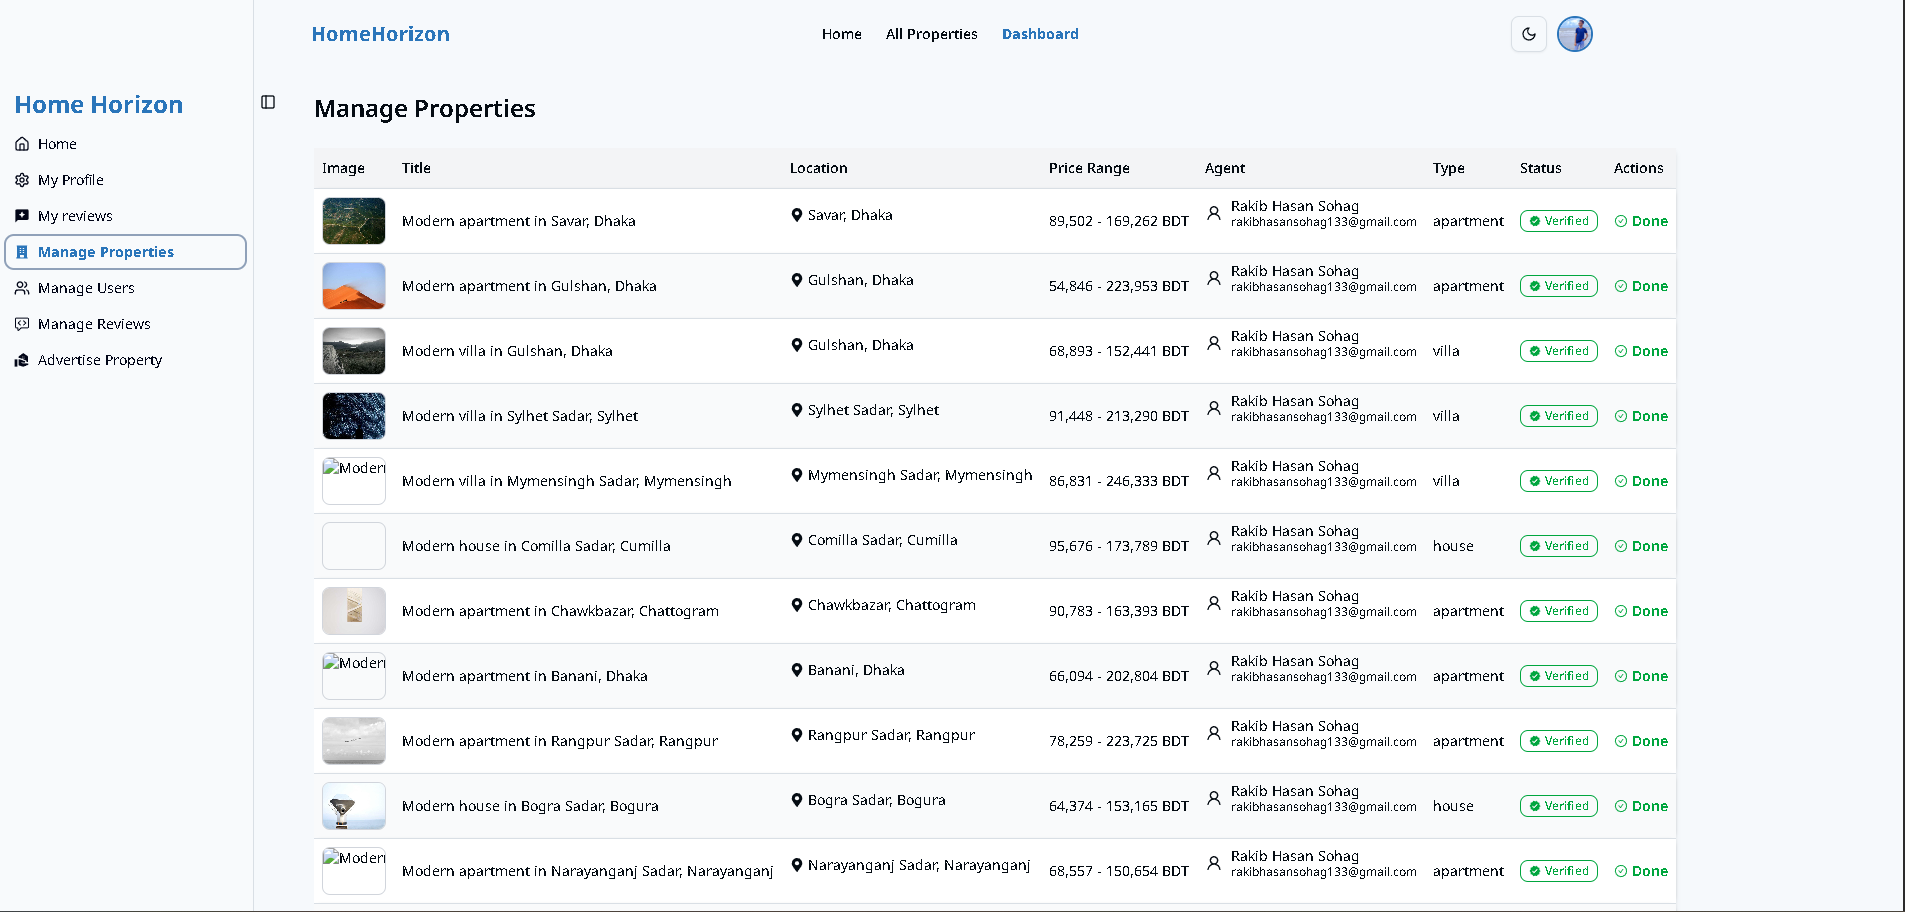 HomeHorizon
Home
All Properties
Dashboard
Home Horizon
Home
My Profile
My reviews
Manage Properties
Manage Users
Manage Reviews
Advertise Property
Manage Properties
Image Title Location Price Range Agent Type Status Actions
Modern apartment in Savar, Dhaka Savar, Dhaka 89,502 - 169,262 BDT Rakib Hasan Sohag apartment Verified Done
rakibhasansohag133@gmail.com
Modern apartment in Gulshan, Dhaka Gulshan, Dhaka 54,846 - 223,953 BDT Rakib Hasan Sohag apartment Verified Done
rakibhasansohag133@gmail.com
Modern villa in Gulshan, Dhaka Gulshan, Dhaka 68,893 - 152,441 BDT Rakib Hasan Sohag villa Verified Done
rakibhasansohag133@gmail.com
Modern villa in Sylhet Sadar, Sylhet Sylhet Sadar, Sylhet 91,448 - 213,290 BDT Rakib Hasan Sohag villa Verified Done
rakibhasansohag133@gmail.com
Moder Modern villa in Mymensingh Sadar, Mymensingh Mymensingh Sadar, Mymensingh 86,831 - 246,333 BDT Rakib Hasan Sohag villa Verified Done
rakibhasansohag133@gmail.com
Modern house in Comilla Sadar, Cumilla Comilla Sadar, Cumilla 95,676 - 173,789 BDT Rakib Hasan Sohag house Verified Done
rakibhasansohag133@gmail.com
Modern apartment in Chawkbazar, Chattogram Chawkbazar, Chattogram 90,783 - 163,393 BDT Rakib Hasan Sohag apartment Verified Done
rakibhasansohag133@gmail.com
Moder Modern apartment in Banani, Dhaka Banani, Dhaka 66,094 - 202,804 BDT Rakib Hasan Sohag apartment Verified Done
rakibhasansohag133@gmail.com
Modern apartment in Rangpur Sadar, Rangpur Rangpur Sadar, Rangpur 78,259 - 223,725 BDT Rakib Hasan Sohag apartment Verified Done
rakibhasansohag133@gmail.com
Modern house in Bogra Sadar, Bogura Bogra Sadar, Bogura 64,374 - 153,165 BDT Rakib Hasan Sohag house Verified Done
rakibhasansohag133@gmail.com
Moder Modern apartment in Narayanganj Sadar, Narayanganj Narayanganj Sadar, Narayanganj 68,557 - 150,654 BDT Rakib Hasan Sohag apartment Verified Done
rakibhasansohag133@gmail.com